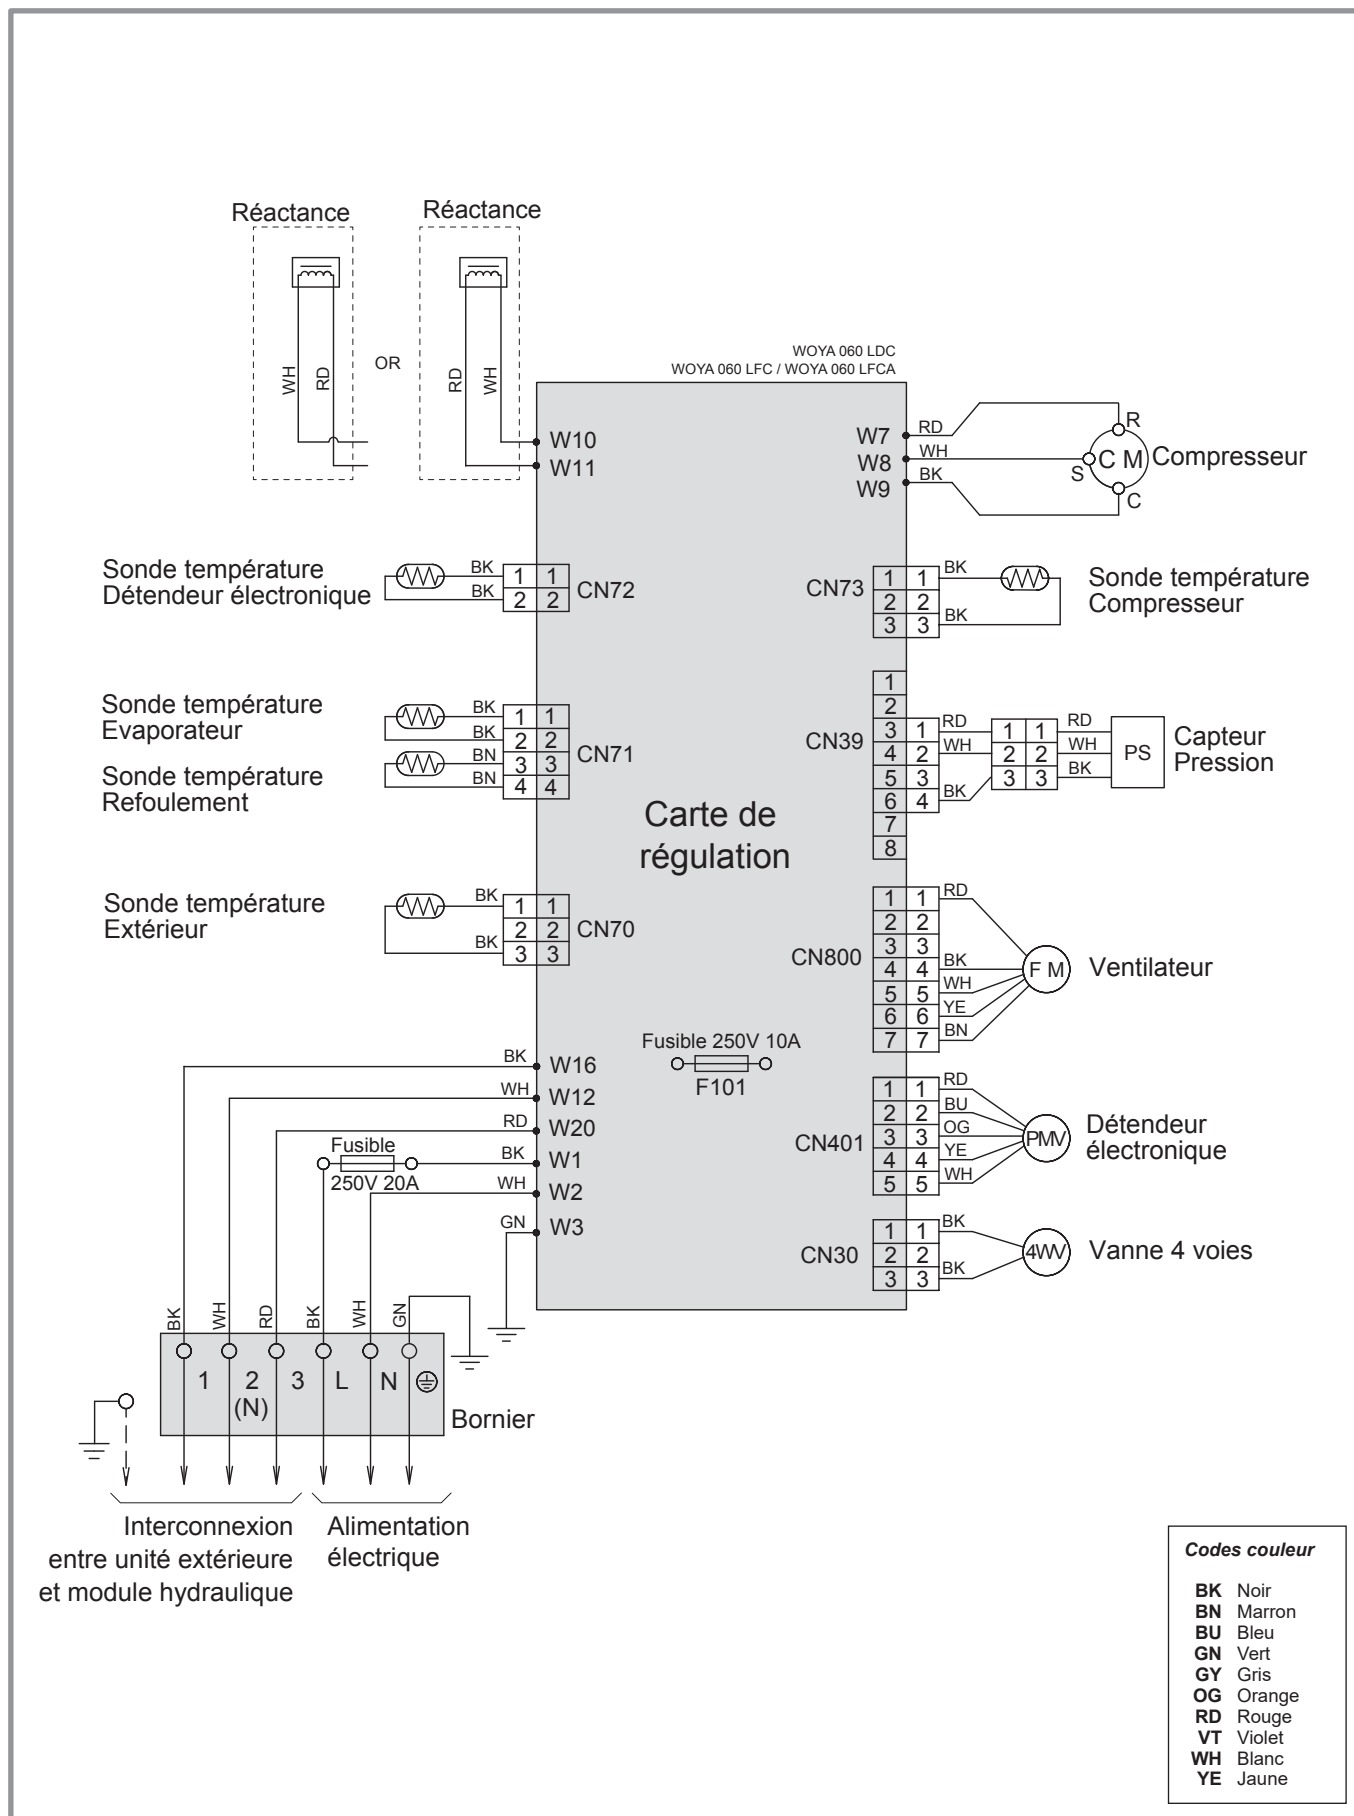 Réactance
Réactance
WH
RD
OR
RD
WH
WOYA 060 LDC
WOYA 060 LFC / WOYA 060 LFCA
W10
W11
W7
RD
W8
WH
W9
BK
R
S
C M
C
Compresseur
Sonde température
Détendeur électronique
BK
BK
1 1
2 2
CN72
CN73
1 1
2 2
3 3
BK
BK
Sonde température
Compresseur
Sonde température
Evaporateur
Sonde température
Refoulement
BK
BK
BN
BN
1 1
2 2
3 3
4 4
CN71
CN39
1
2
3 1
4 2
5 3
6 4
7
8
RD
WH
BK
1 1
2 2
3 3
RD
WH
BK
PS
Capteur
Pression
Carte de
régulation
Sonde température
Extérieur
BK
BK
1 1
2 2
3 3
CN70
CN800
1 1
2 2
3 3
4 4
5 5
6 6
7 7
RD
BK
WH
YE
BN
F M
Ventilateur
Fusible 250V 10A
F101
BK
W16
WH
W12
RD
W20
Fusible
250V 20A
BK
W1
WH
W2
GN
W3
CN401
1 1
2 2
3 3
4 4
5 5
RD
BU
OG
YE
WH
PMV
Détendeur
électronique
CN30
1 1
2 2
3 3
BK
BK
4WV
Vanne 4 voies
BK
WH
RD
BK
WH
GN
1
2
(N)
3
L
N
Bornier
Interconnexion
entre unité extérieure
et module hydraulique
Alimentation
électrique
Codes couleur
BK Noir
BN Marron
BU Bleu
GN Vert
GY Gris
OG Orange
RD Rouge
VT Violet
WH Blanc
YE Jaune